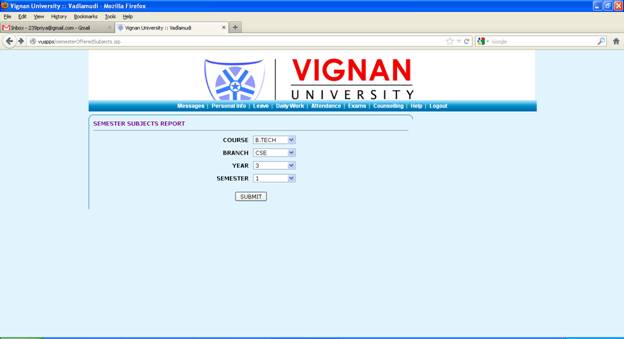 Vignan University :: Vadlamudi - Mozilla Firefox
File Edit View History Bookmarks Tools Help
Inbox - 239priya@gmail.com - Gmail
Vignan University :: Vadlamudi
vuapps/semesterOfferedSubjects.jsp
Google
VIGNAN
UNIVERSITY
Messages | Personal Info | Leave | Daily Work | Attendance | Exams | Counselling | Help | Logout
SEMESTER SUBJECTS REPORT
COURSE B.TECH
BRANCH CSE
YEAR 3
SEMESTER 1
SUBMIT